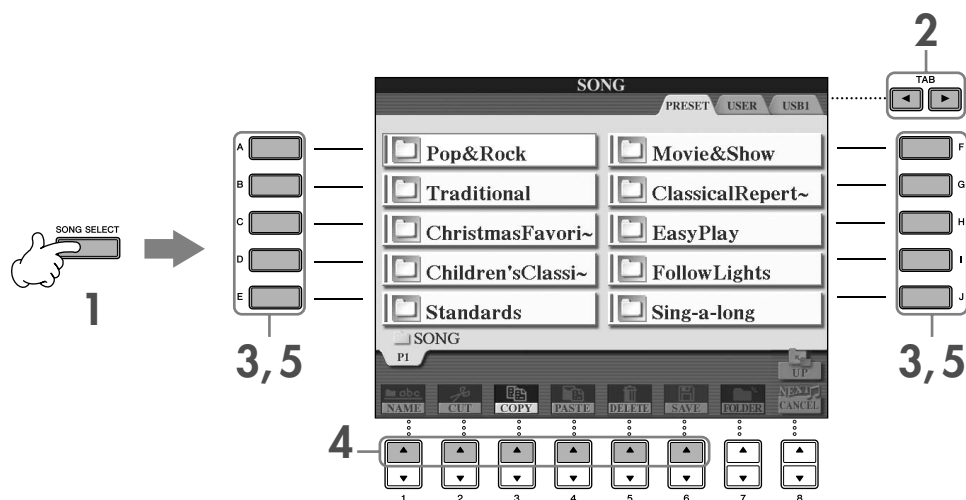 2
TAB
SONG
PRESET USER USB1
A
B
C
D
E
Pop&Rock
Traditional
ChristmasFavori~
Children'sClassi~
Standards
Movie&Show
ClassicalRepert~
EasyPlay
FollowLights
Sing-a-long
F
G
H
I
J
SONG SELECT
1
3, 5
3, 5
SONG
P1
UP
abc
NAME CUT COPY PASTE DELETE SAVE FOLDER NEXT CANCEL
4
1 2 3 4 5 6 7 8